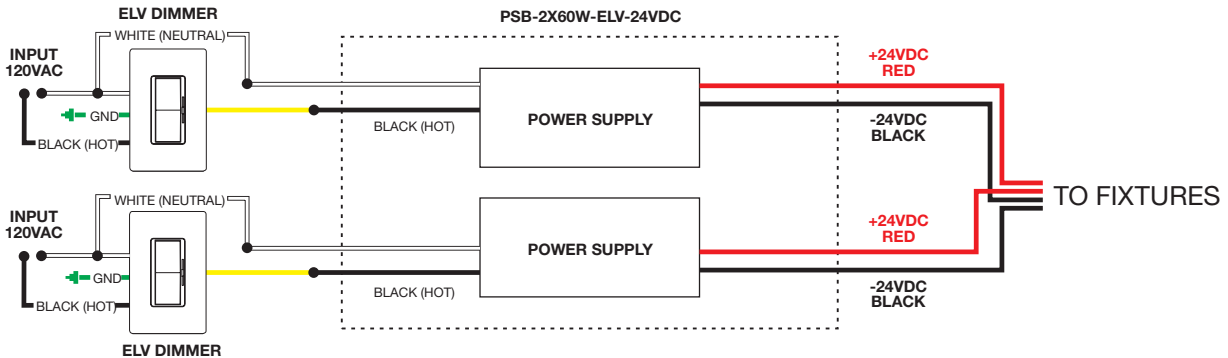 ELV DIMMER
PSB-2X60W-ELV-24VDC
WHITE (NEUTRAL)
INPUT
120VAC
GND
BLACK (HOT)
BLACK (HOT)
POWER SUPPLY
+24VDC
RED
-24VDC
BLACK
TO FIXTURES
WHITE (NEUTRAL)
INPUT
120VAC
GND
BLACK (HOT)
BLACK (HOT)
POWER SUPPLY
+24VDC
RED
-24VDC
BLACK
ELV DIMMER